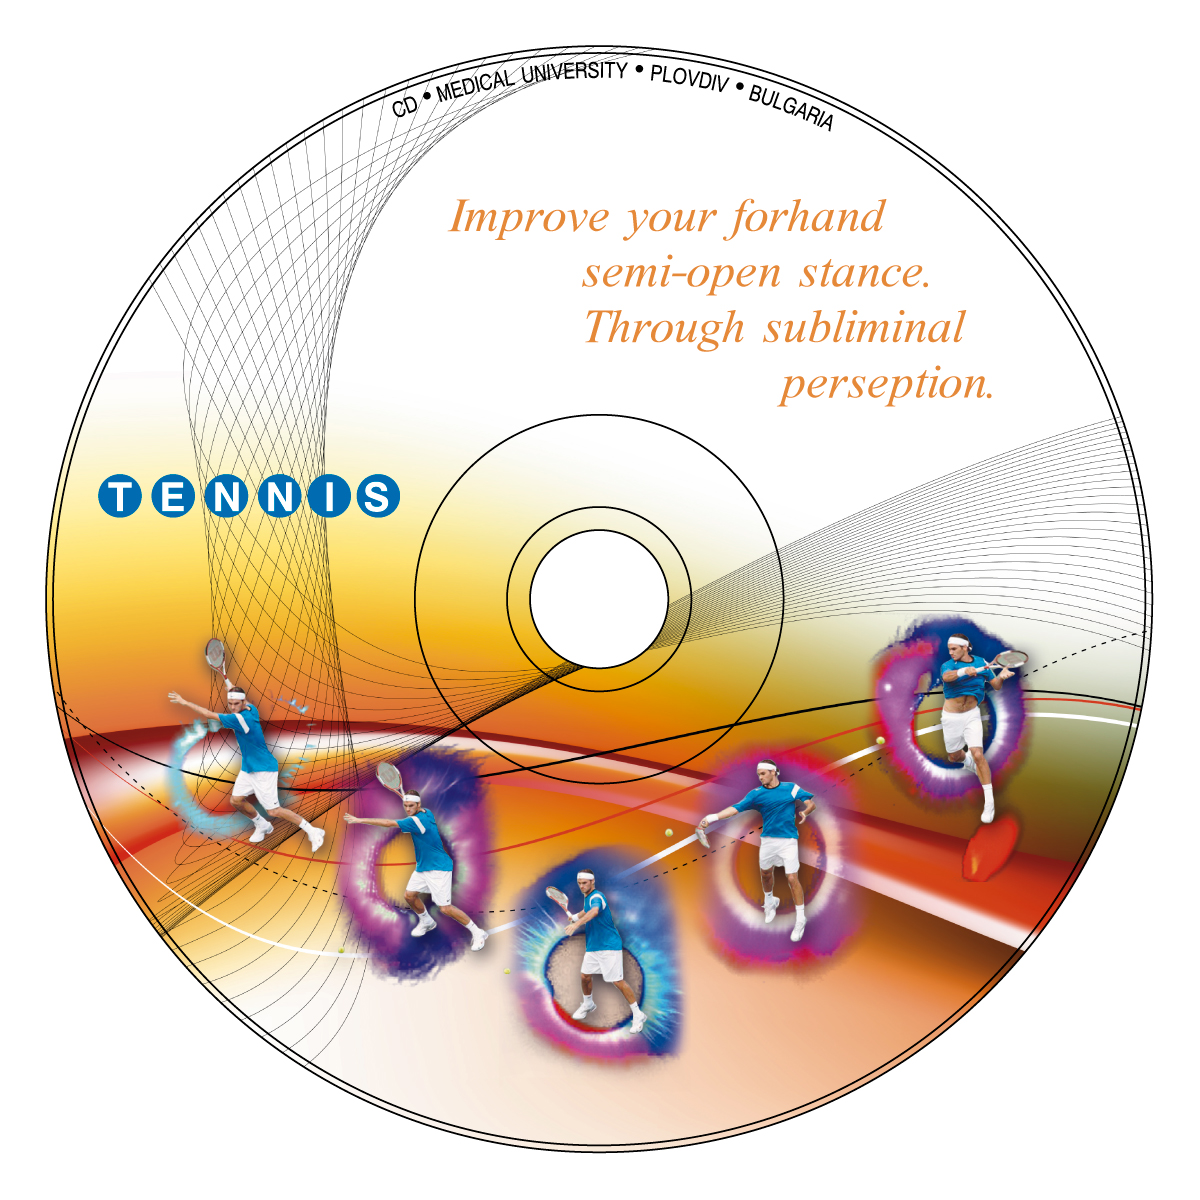 CD • MEDICAL UNIVERSITY • PLOVDIV • BULGARIA
Improve your forhand
semi-open stance.
Through subliminal
perseption.
TENNIS